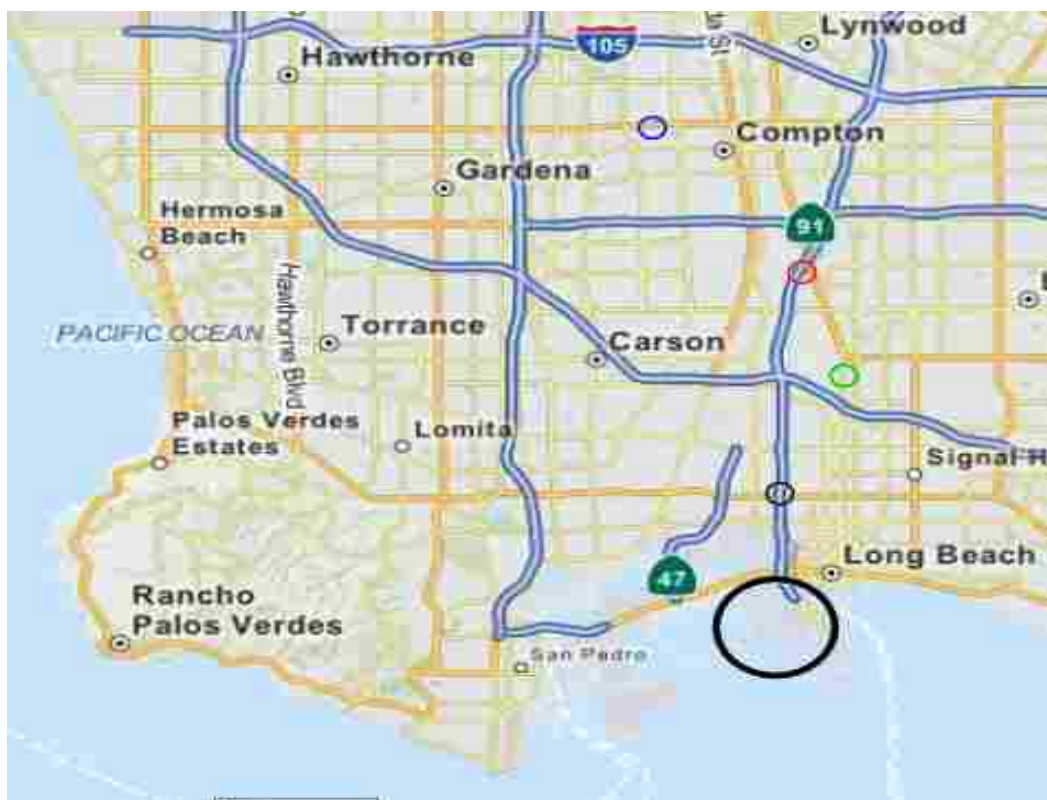 Lynwood
105
Hawthorne
Compton
Gardena
Hermosa
Beach
91
Hawthorne Blvd
PACIFIC OCEAN
Torrance
Carson
Palos Verdes
Estates
Lomita
Signal H
Long Beach
47
Rancho
Palos Verdes
San Pedro